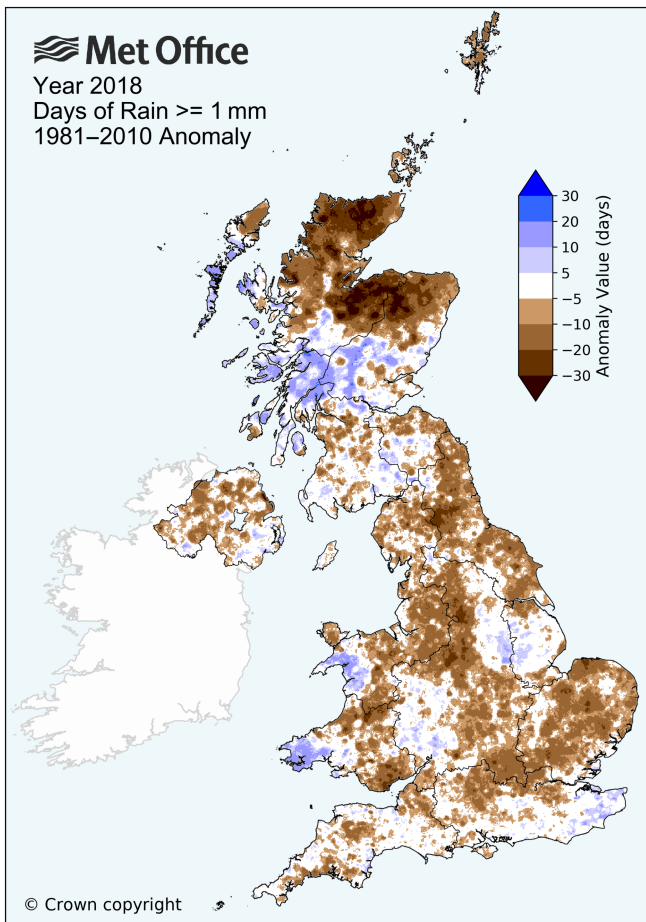 Met Office
Year 2018
Days of Rain >= 1 mm
1981–2010 Anomaly
30
20
10
5
−5
−10
−20
−30
Anomaly Value (days)
© Crown copyright